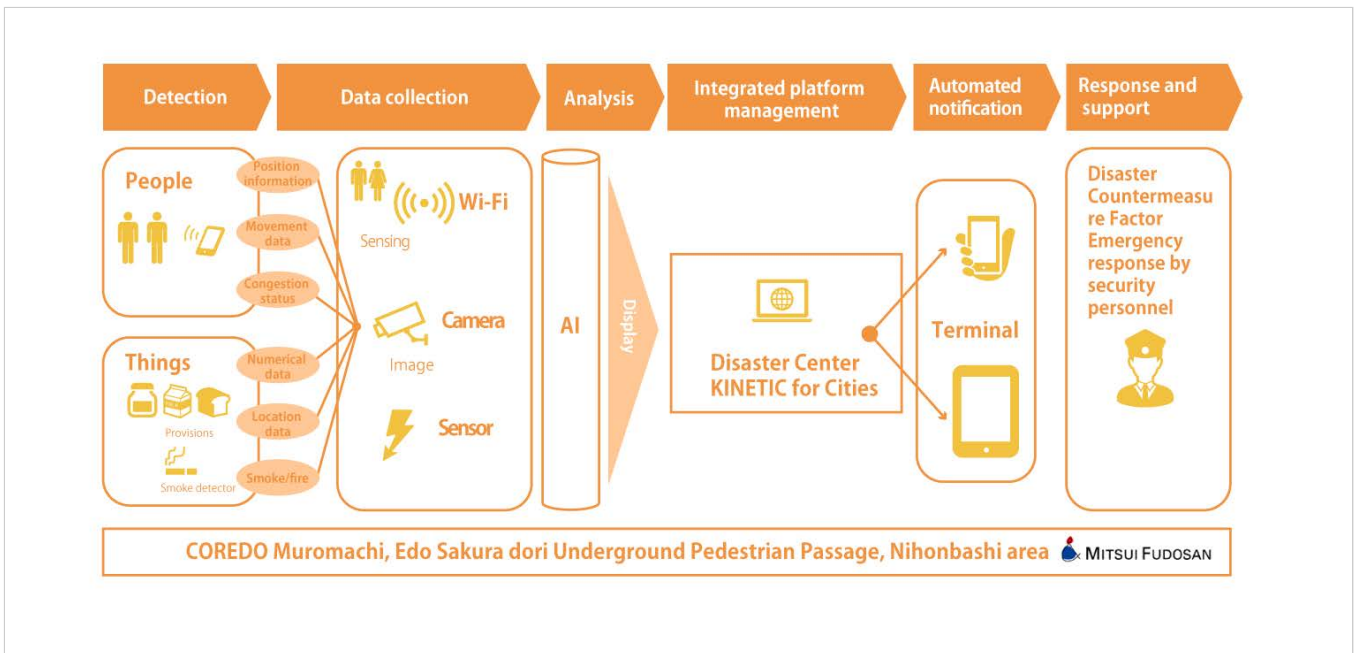 Detection
Data collection
Analysis
Integrated platform
management
Automated
notification
Response and
support
People
Position
information
Movement
data
Congestion
status
Things
Provisions
Smoke detector
Numerical
data
Location
data
Smoke/fire
Wi-Fi
Sensing
Camera
Image
Sensor
AI
Display
Disaster Center
KINETIC for Cities
Terminal
Disaster
Countermeasu
re Factor
Emergency
response by
security
personnel
COREDO Muromachi, Edo Sakura dori Underground Pedestrian Passage, Nihonbashi area MITSUI FUDOSAN